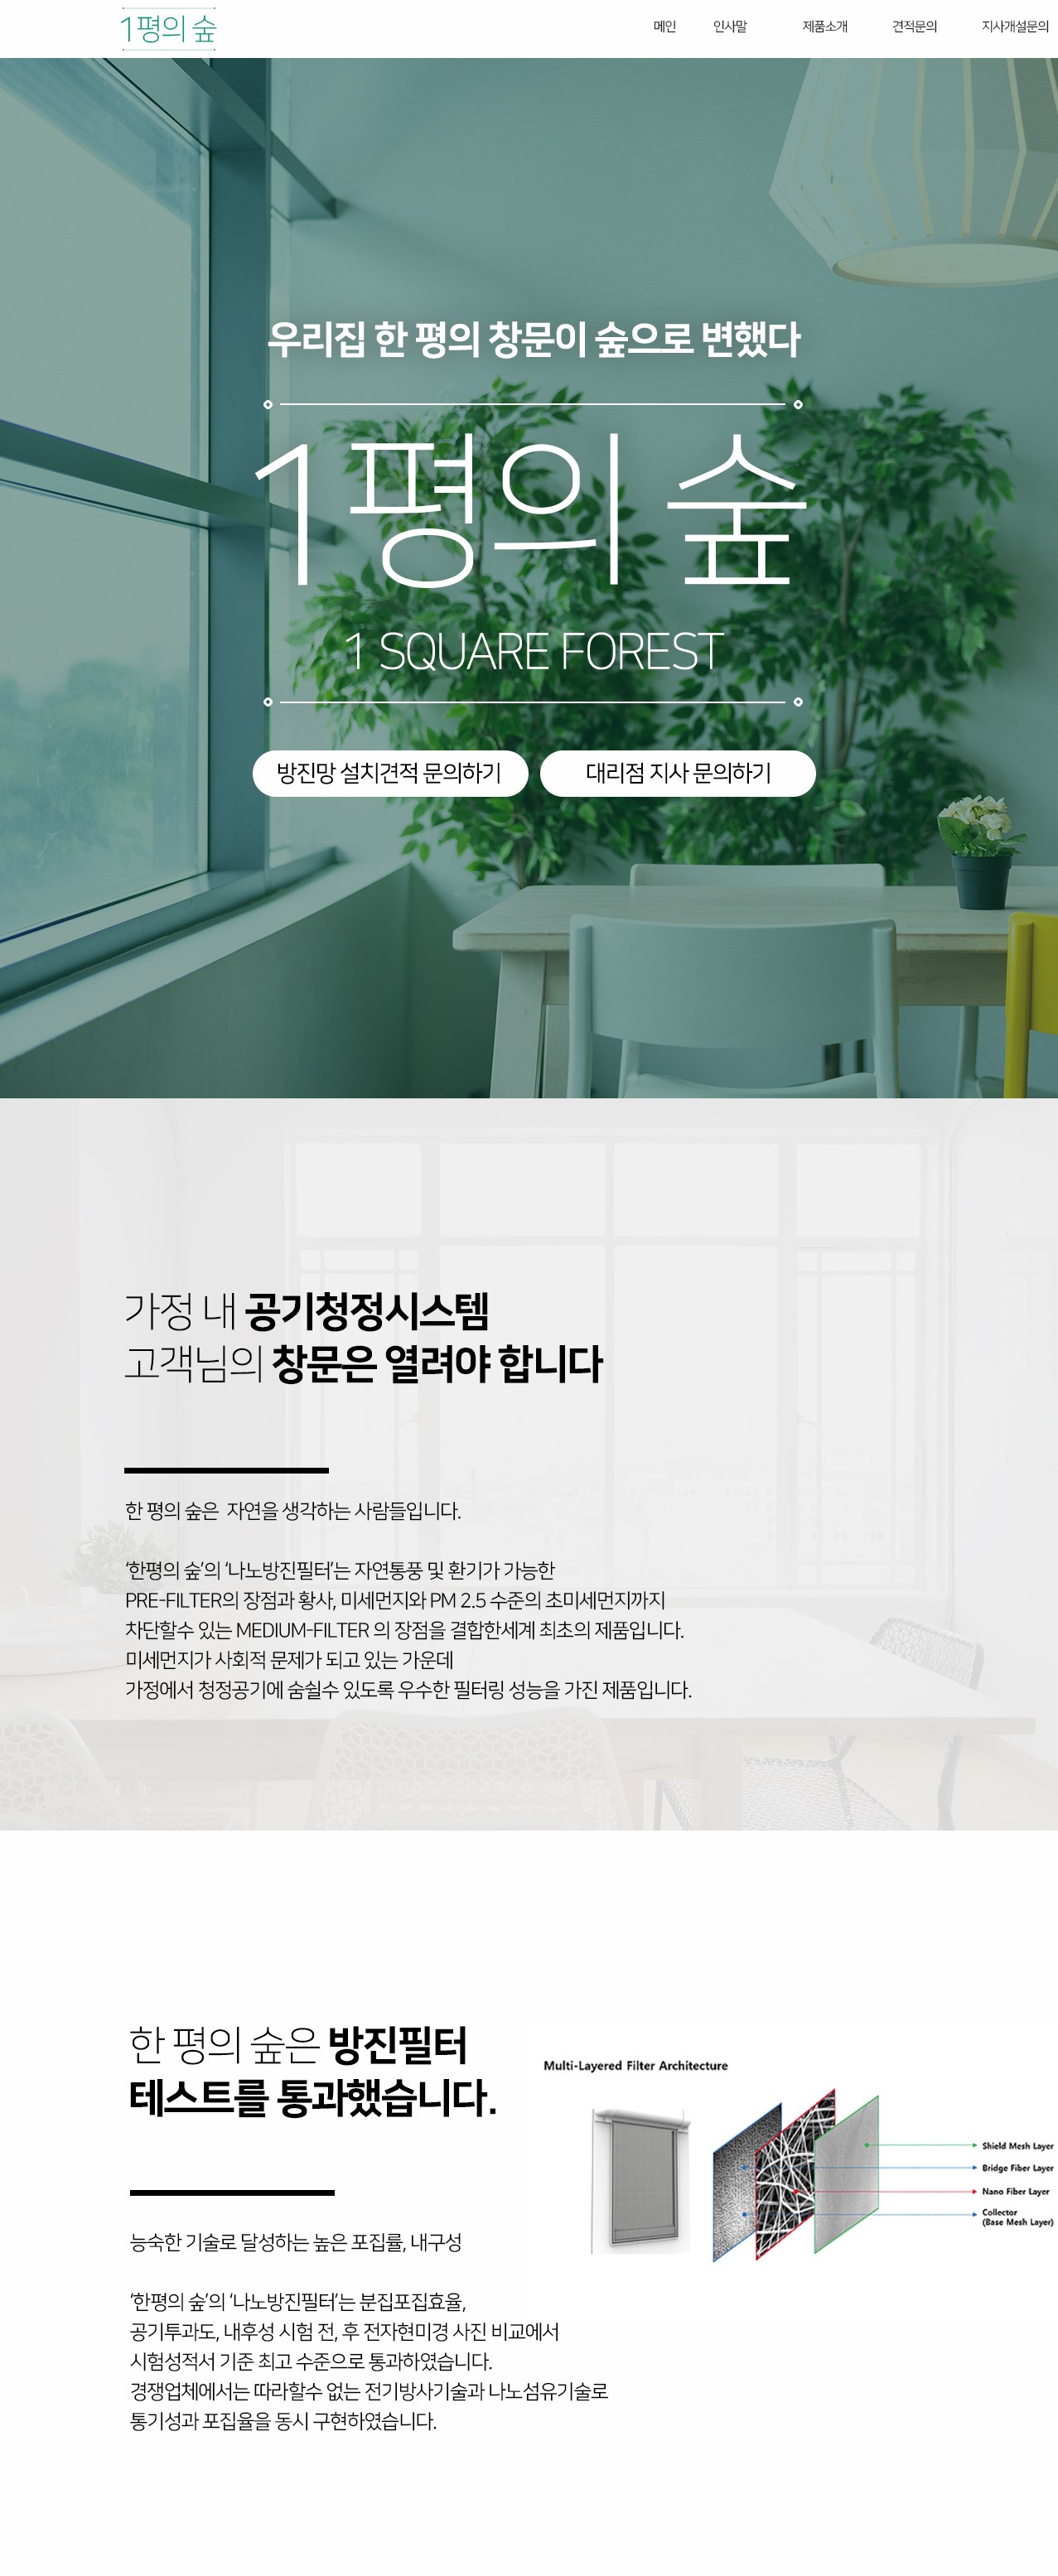 1평의 숲
메인 인사말 제품소개 견적문의 지사개설문의
우리집 한 평의 창문이 숲으로 변했다
1평의 숲
1 SQUARE FOREST
방진망 설치견적 문의하기 대리점 지사 문의하기
가정 내 공기청정시스템
고객님의 창문은 열려야 합니다
한 평의 숲은 자연을 생각하는 사람들입니다.
‘한평의 숲’의 ‘나노방진필터’는 자연통풍 및 환기가 가능한
PRE-FILTER의 장점과 황사, 미세먼지와 PM 2.5 수준의 초미세먼지까지
차단할수 있는 MEDIUM-FILTER 의 장점을 결합한세계 최초의 제품입니다.
미세먼지가 사회적 문제가 되고 있는 가운데
가정에서 청정공기에 숨쉴수 있도록 우수한 필터링 성능을 가진 제품입니다.
한 평의 숲은 방진필터
테스트를 통과했습니다.
능숙한 기술로 달성하는 높은 포집률, 내구성
‘한평의 숲’의 ‘나노방진필터’는 분집포집효율,
공기투과도, 내후성 시험 전, 후 전자현미경 사진 비교에서
시험성적서 기준 최고 수준으로 통과하였습니다.
경쟁업체에서는 따라할수 없는 전기방사기술과 나노섬유기술로
통기성과 포집율을 동시 구현하였습니다.
Multi-Layered Filter Architecture
Shield Mesh Layer
Bridge Fiber Layer
Nano Fiber Layer
Collector
(Base Mesh Layer)